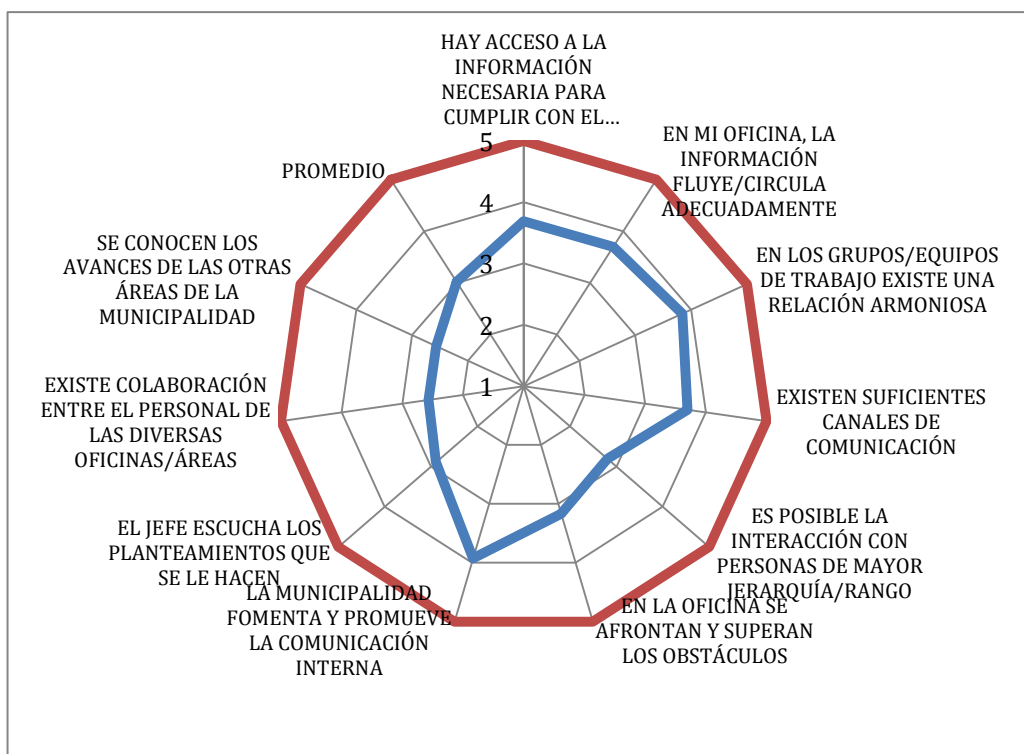 HAY ACCESO A LA
INFORMACIÓN
NECESARIA PARA
CUMPLIR CON EL…
EN MI OFICINA, LA
INFORMACIÓN
FLUYE/CIRCULA
ADECUADAMENTE
EN LOS GRUPOS/EQUIPOS
DE TRABAJO EXISTE UNA
RELACIÓN ARMONIOSA
EXISTEN SUFICIENTES
CANALES DE
COMUNICACIÓN
ES POSIBLE LA
INTERACCIÓN CON
PERSONAS DE MAYOR
JERARQUÍA/RANGO
EN LA OFICINA SE
AFRONTAN Y SUPERAN
LOS OBSTÁCULOS
LA MUNICIPALIDAD
FOMENTA Y PROMUEVE
LA COMUNICACIÓN
INTERNA
EL JEFE ESCUCHA LOS
PLANTEAMIENTOS QUE
SE LE HACEN
EXISTE COLABORACIÓN
ENTRE EL PERSONAL DE
LAS DIVERSAS
OFICINAS/ÁREAS
SE CONOCEN LOS
AVANCES DE LAS OTRAS
ÁREAS DE LA
MUNICIPALIDAD
PROMEDIO
5
4
3
2
1